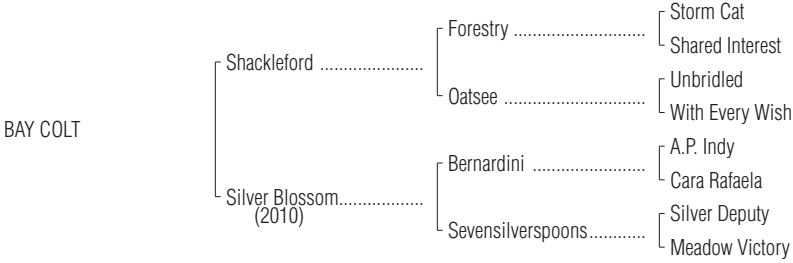 Storm Cat
Forestry ............................
Shared Interest
Shackleford ......................
Unbridled
Oatsee ..............................
With Every Wish
BAY COLT
A.P. Indy
Bernardini ........................
Cara Rafaela
Silver Blossom..................
(2010)
Silver Deputy
Sevensilverspoons............
Meadow Victory